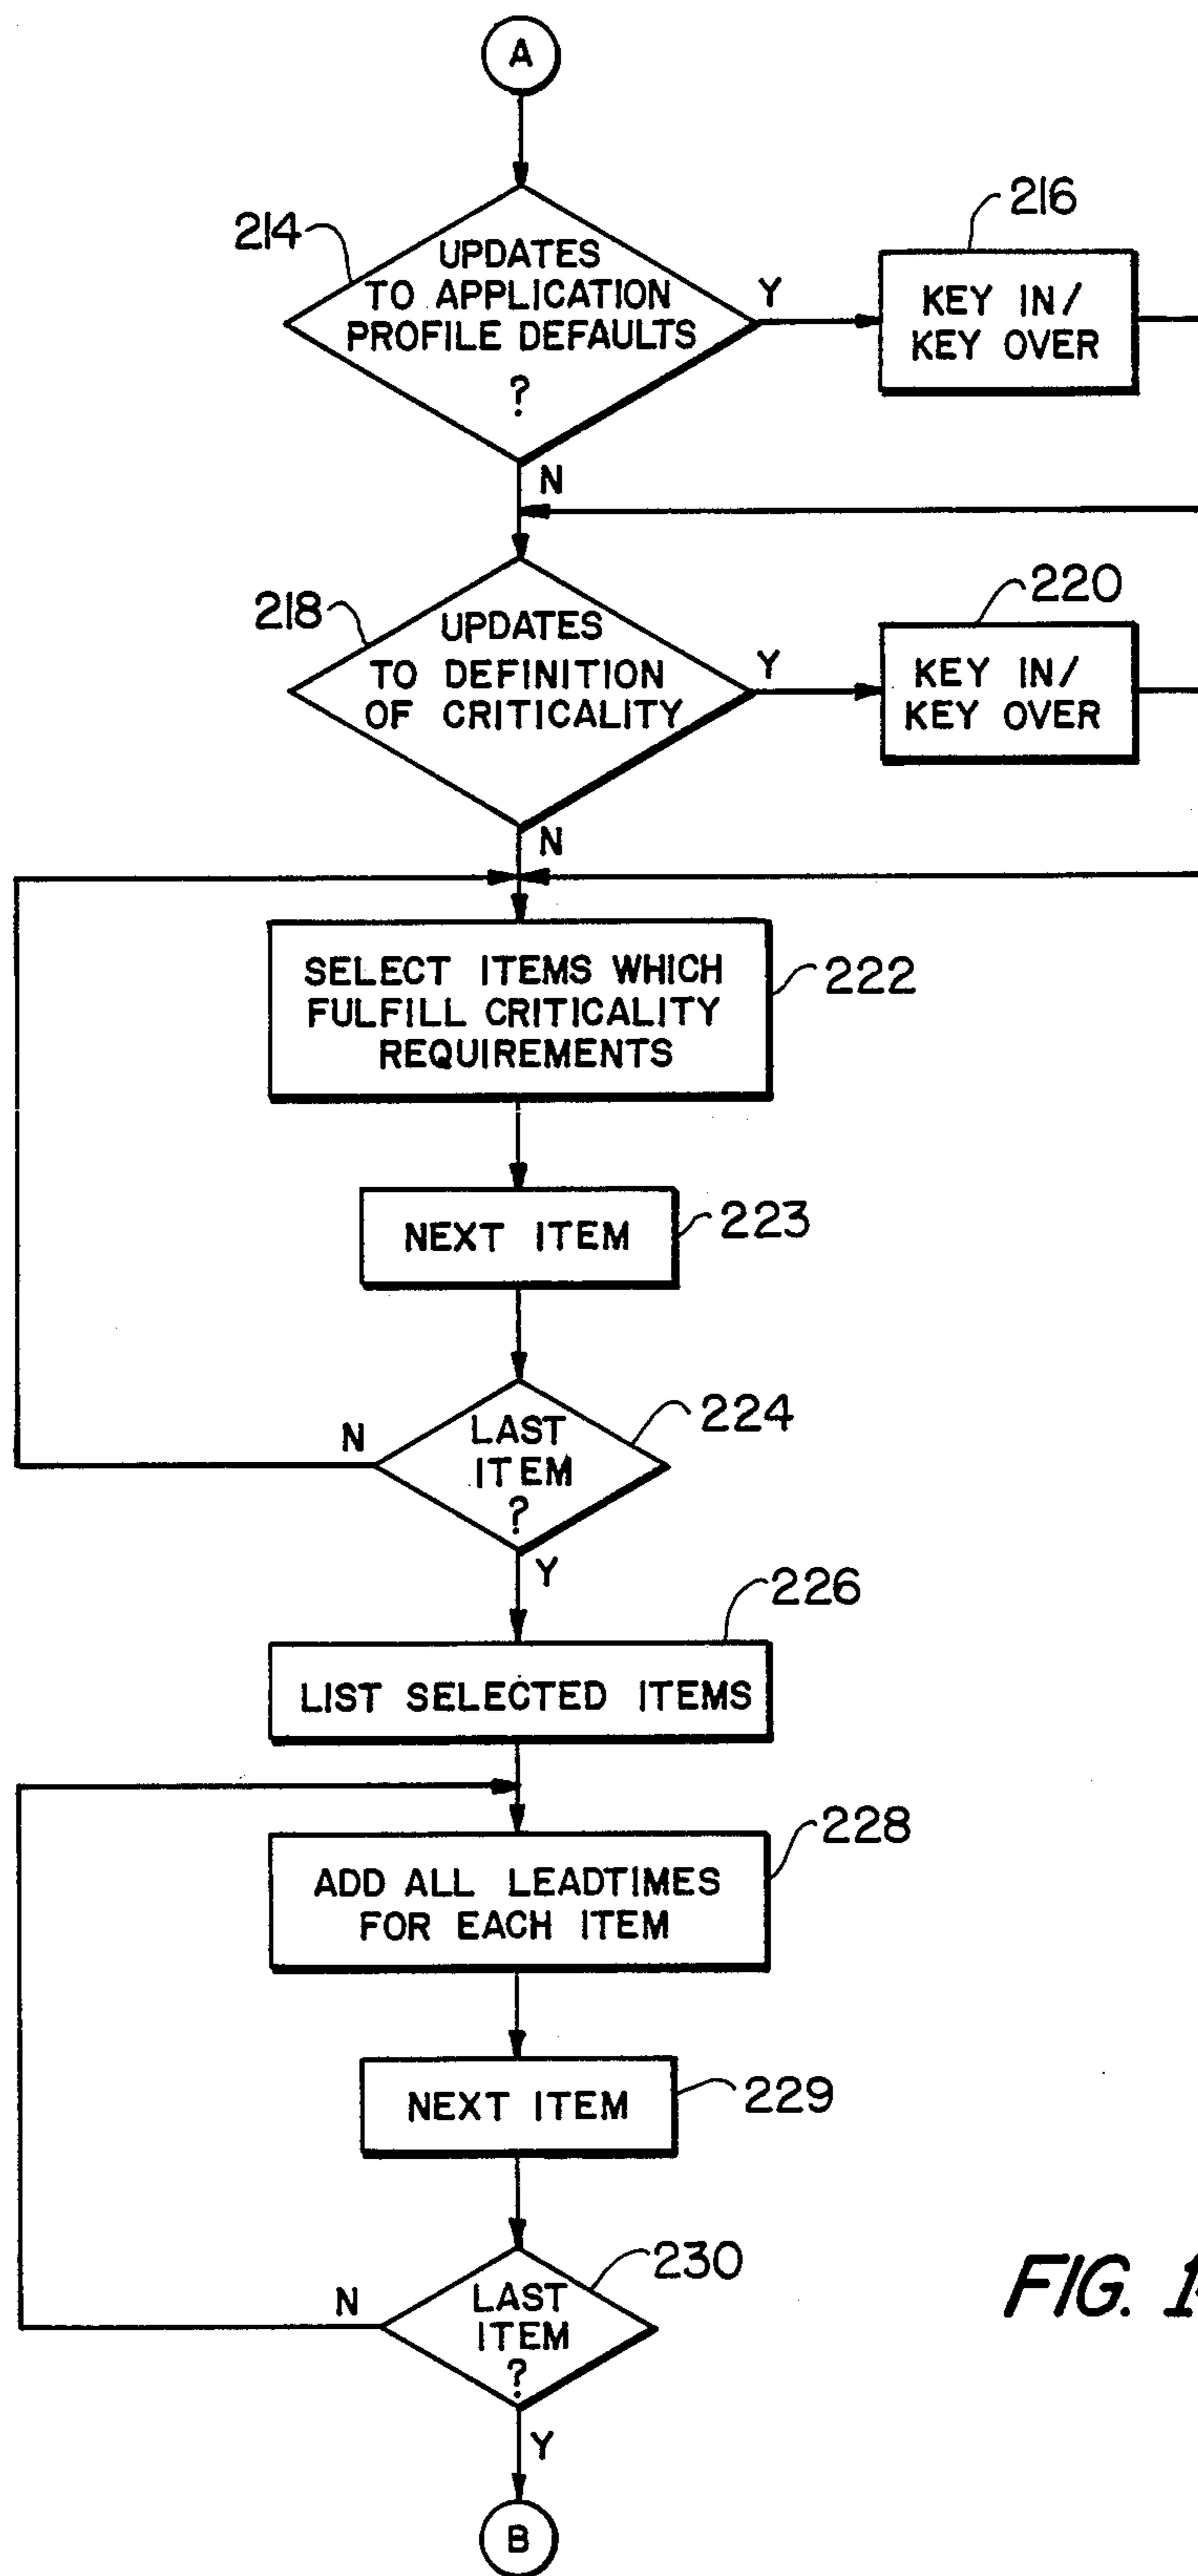 A
214
UPDATES
TO APPLICATION
PROFILE DEFAULTS
?
Y
216
KEY IN/
KEY OVER
N
218
UPDATES
TO DEFINITION
OF CRITICALITY
Y
220
KEY IN/
KEY OVER
N
SELECT ITEMS WHICH
FULFILL CRITICALITY
REQUIREMENTS
222
NEXT ITEM
223
LAST
ITEM
?
224
N
Y
226
LIST SELECTED ITEMS
228
ADD ALL LEADTIMES
FOR EACH ITEM
NEXT ITEM
229
230
LAST
ITEM
?
N
Y
B
FIG.